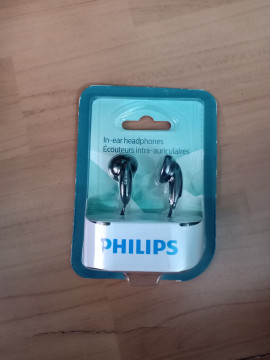 In-ear headphones
Écouteurs intra-auriculaires
PHILIPS